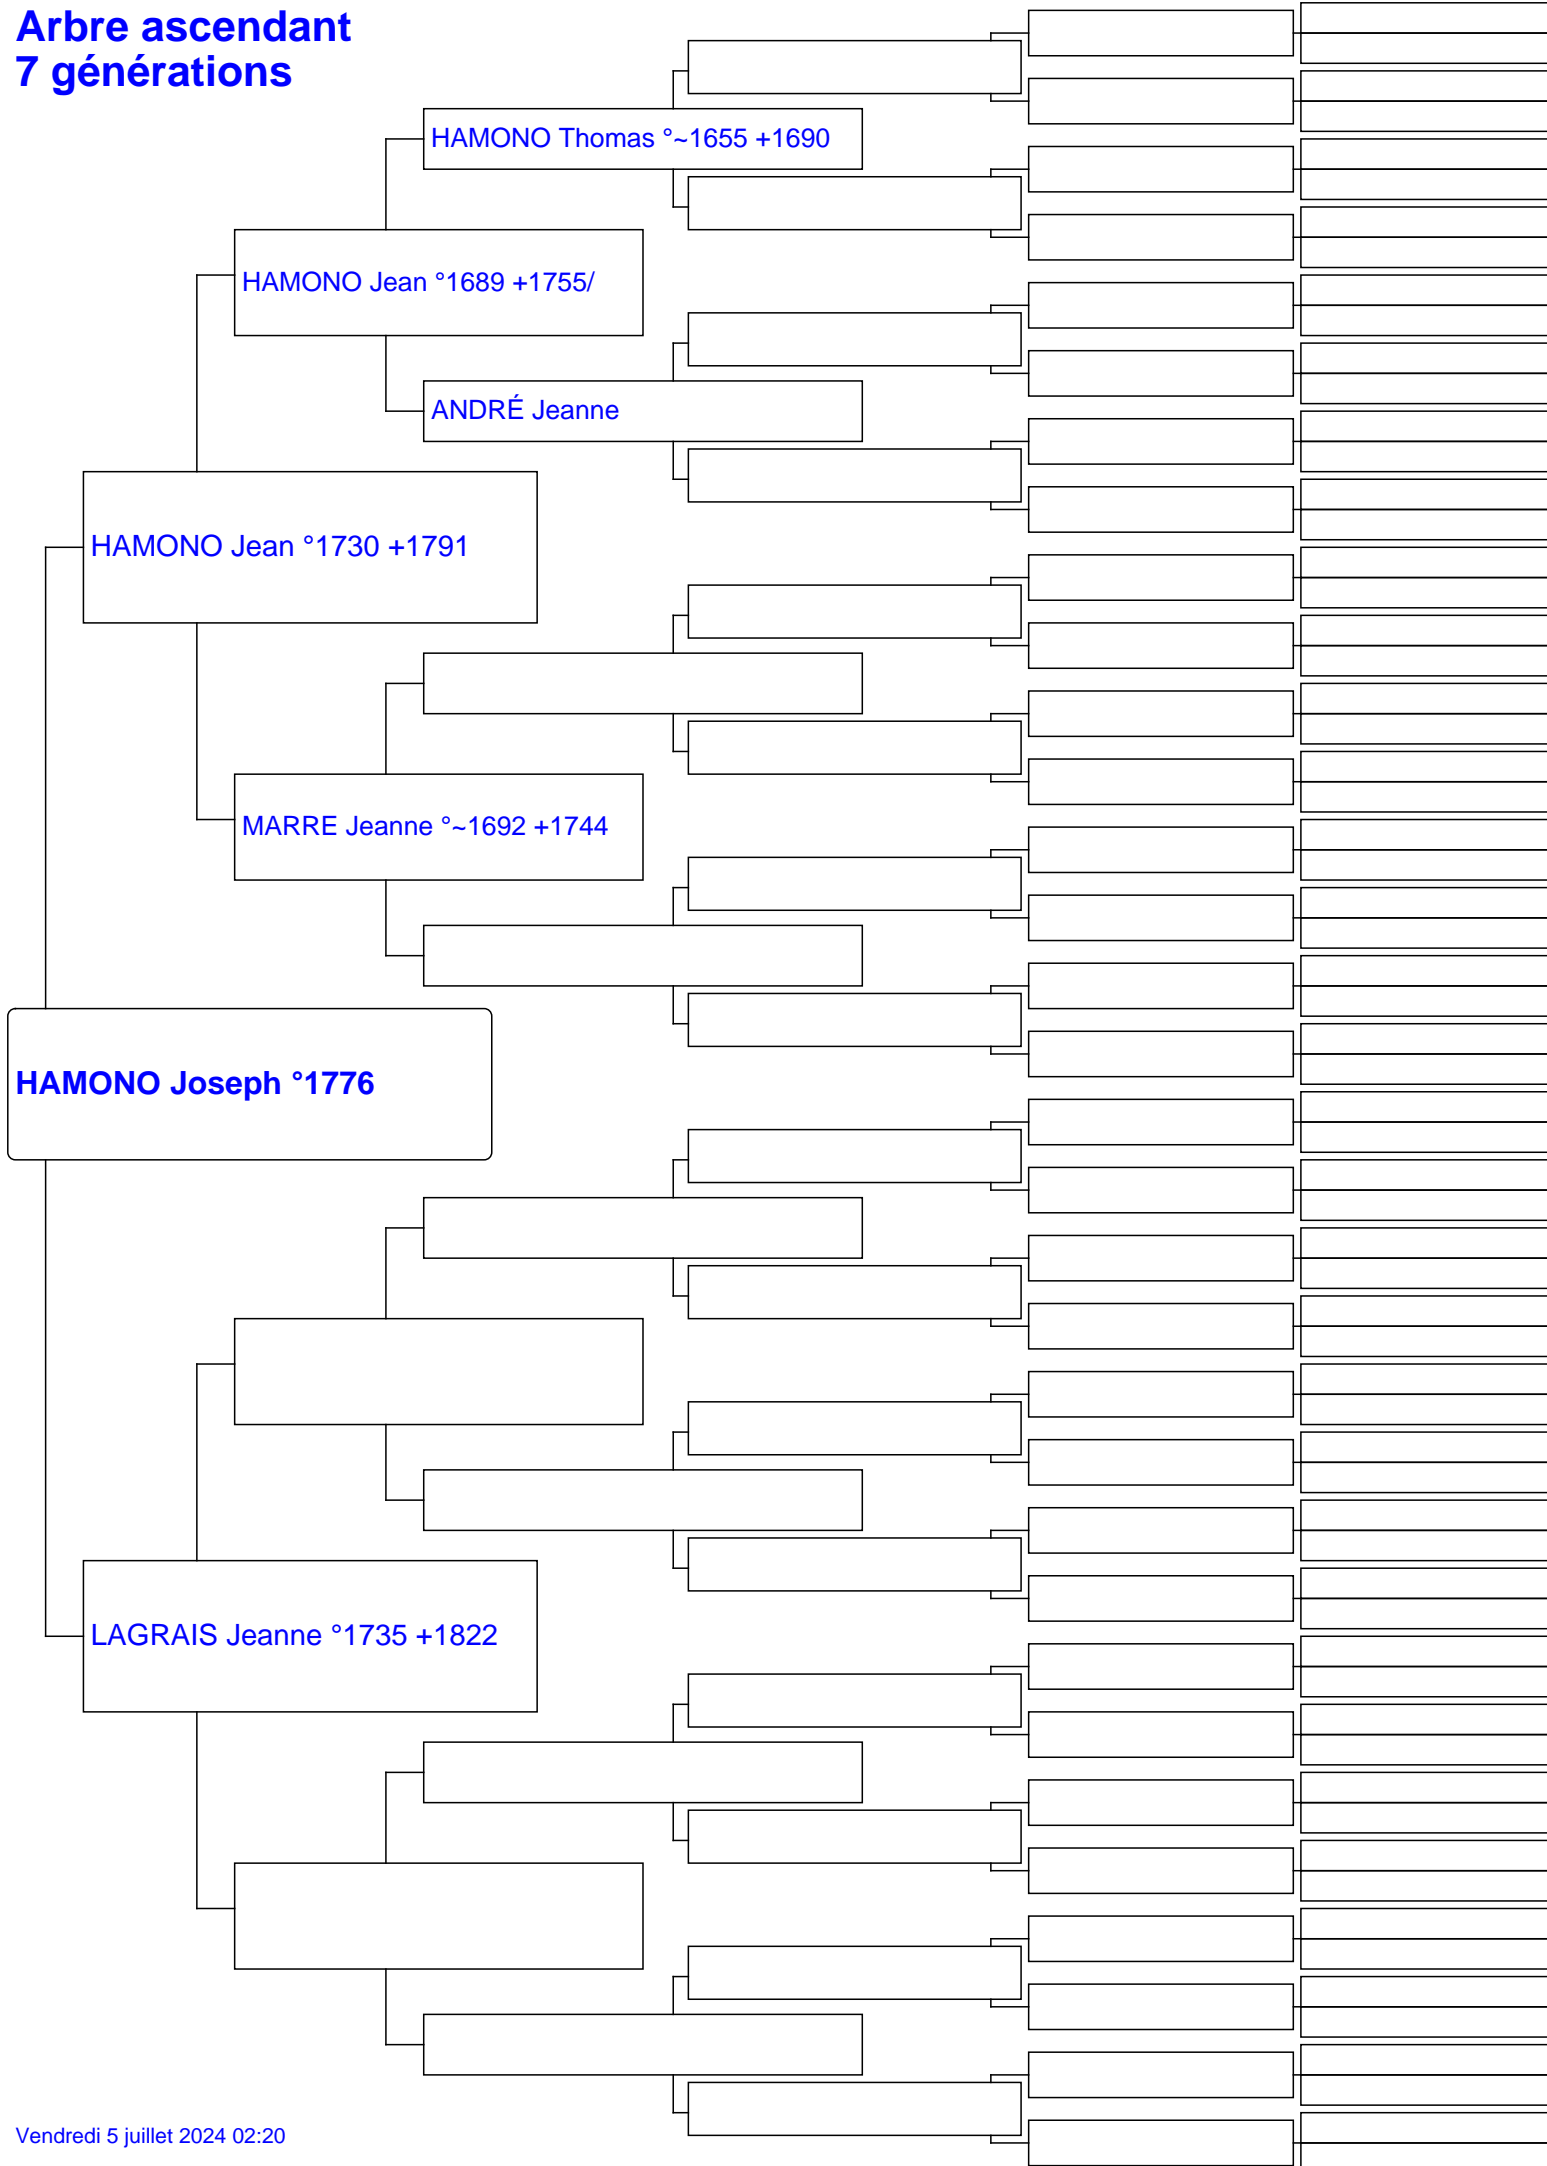 Arbre ascendant
7 générations
HAMONO Thomas °~1655 +1690
HAMONO Jean °1689 +1755/
ANDRÉ Jeanne
HAMONO Jean °1730 +1791
MARRE Jeanne °~1692 +1744
HAMONO Joseph °1776
LAGRAIS Jeanne °1735 +1822
Vendredi 5 juillet 2024 02:20